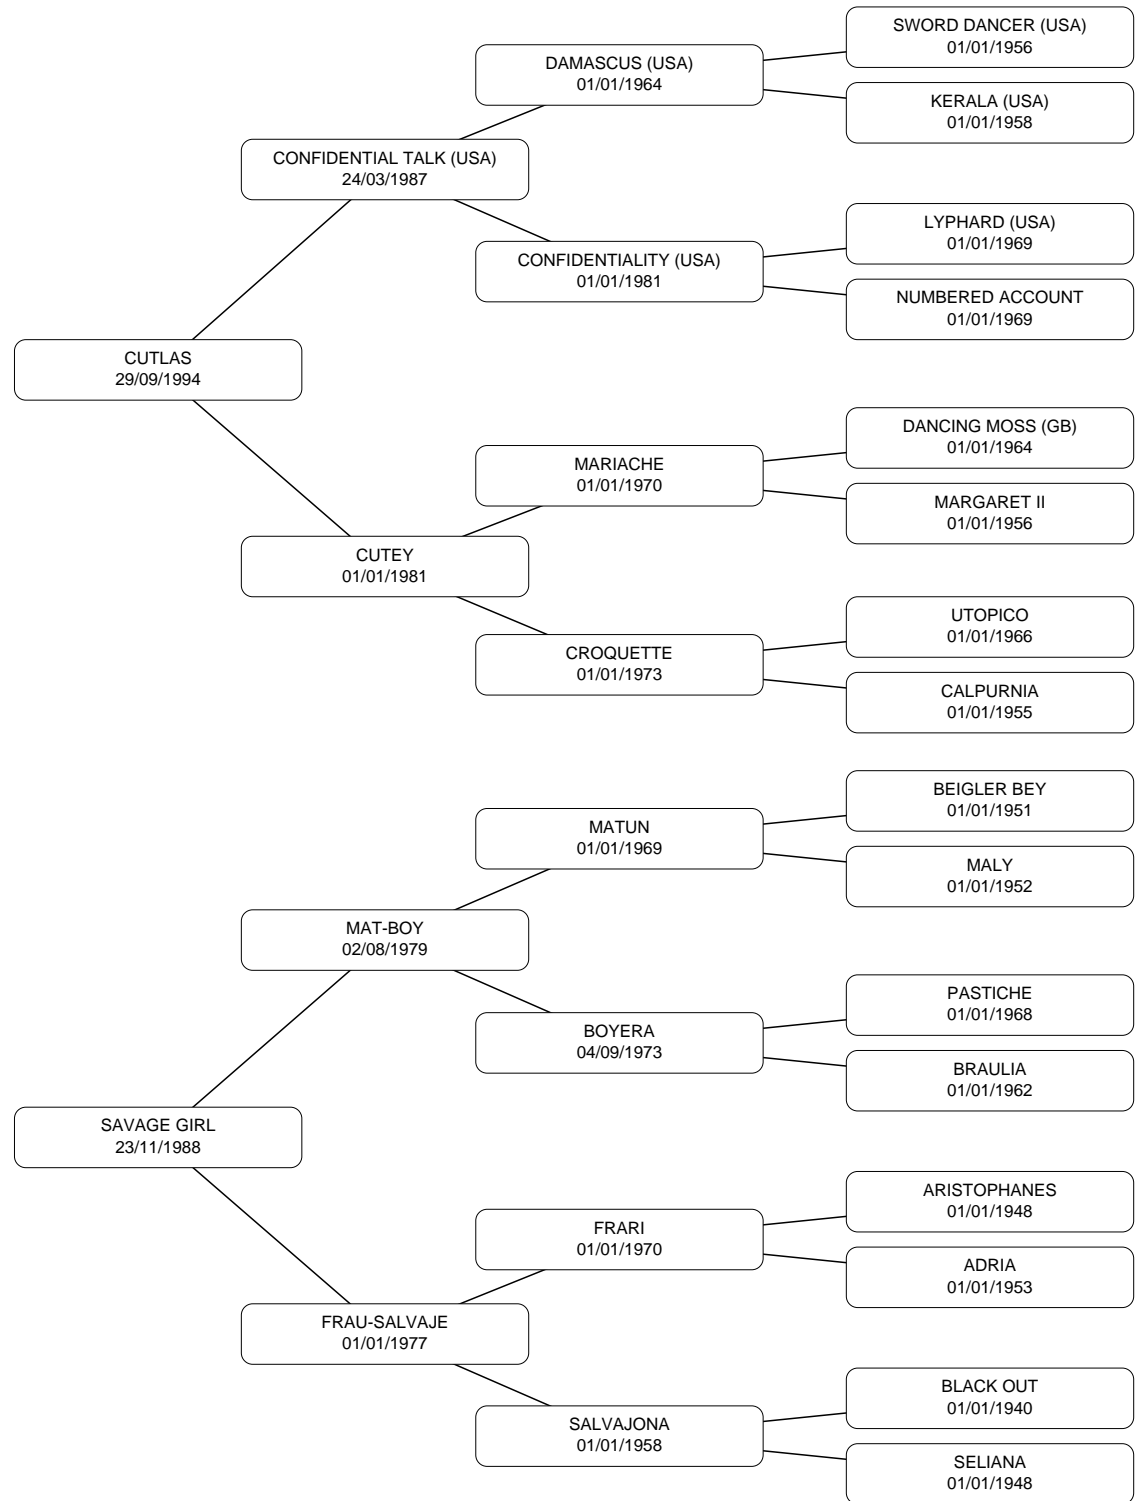 SWORD DANCER (USA)
01/01/1956
DAMASCUS (USA)
01/01/1964
KERALA (USA)
01/01/1958
CONFIDENTIAL TALK (USA)
24/03/1987
LYPHARD (USA)
01/01/1969
CONFIDENTIALITY (USA)
01/01/1981
NUMBERED ACCOUNT
01/01/1969
CUTLAS
29/09/1994
DANCING MOSS (GB)
01/01/1964
MARIACHE
01/01/1970
MARGARET II
01/01/1956
CUTEY
01/01/1981
UTOPICO
01/01/1966
CROQUETTE
01/01/1973
CALPURNIA
01/01/1955
BEIGLER BEY
01/01/1951
MATUN
01/01/1969
MALY
01/01/1952
MAT-BOY
02/08/1979
PASTICHE
01/01/1968
BOYERA
04/09/1973
BRAULIA
01/01/1962
SAVAGE GIRL
23/11/1988
ARISTOPHANES
01/01/1948
FRARI
01/01/1970
ADRIA
01/01/1953
FRAU-SALVAJE
01/01/1977
BLACK OUT
01/01/1940
SALVAJONA
01/01/1958
SELIANA
01/01/1948